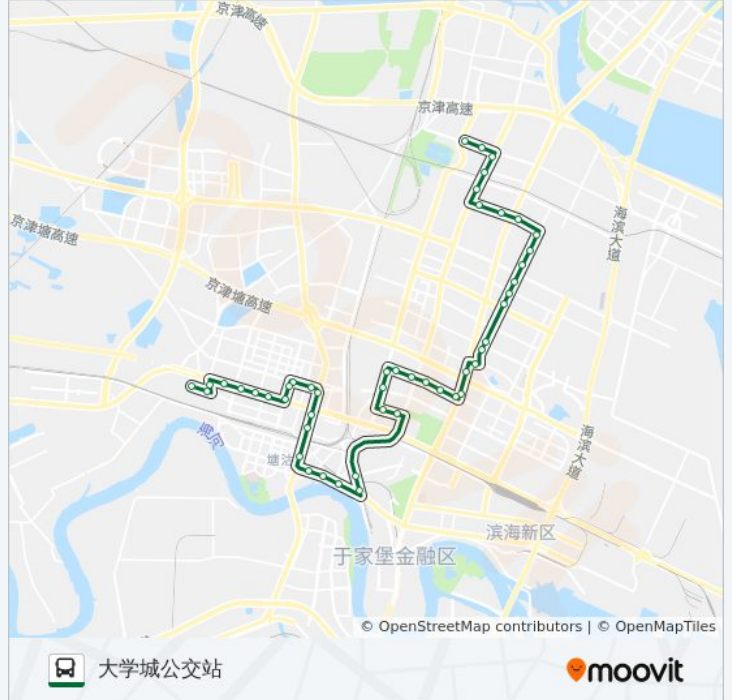 京津高速
京津高速
海滨大道
京津塘高速
京津塘高速
海滨大道
塘沽
滨海新区
于家堡金融区
© OpenStreetMap contributors | © OpenMapTiles
大学城公交站
moovit